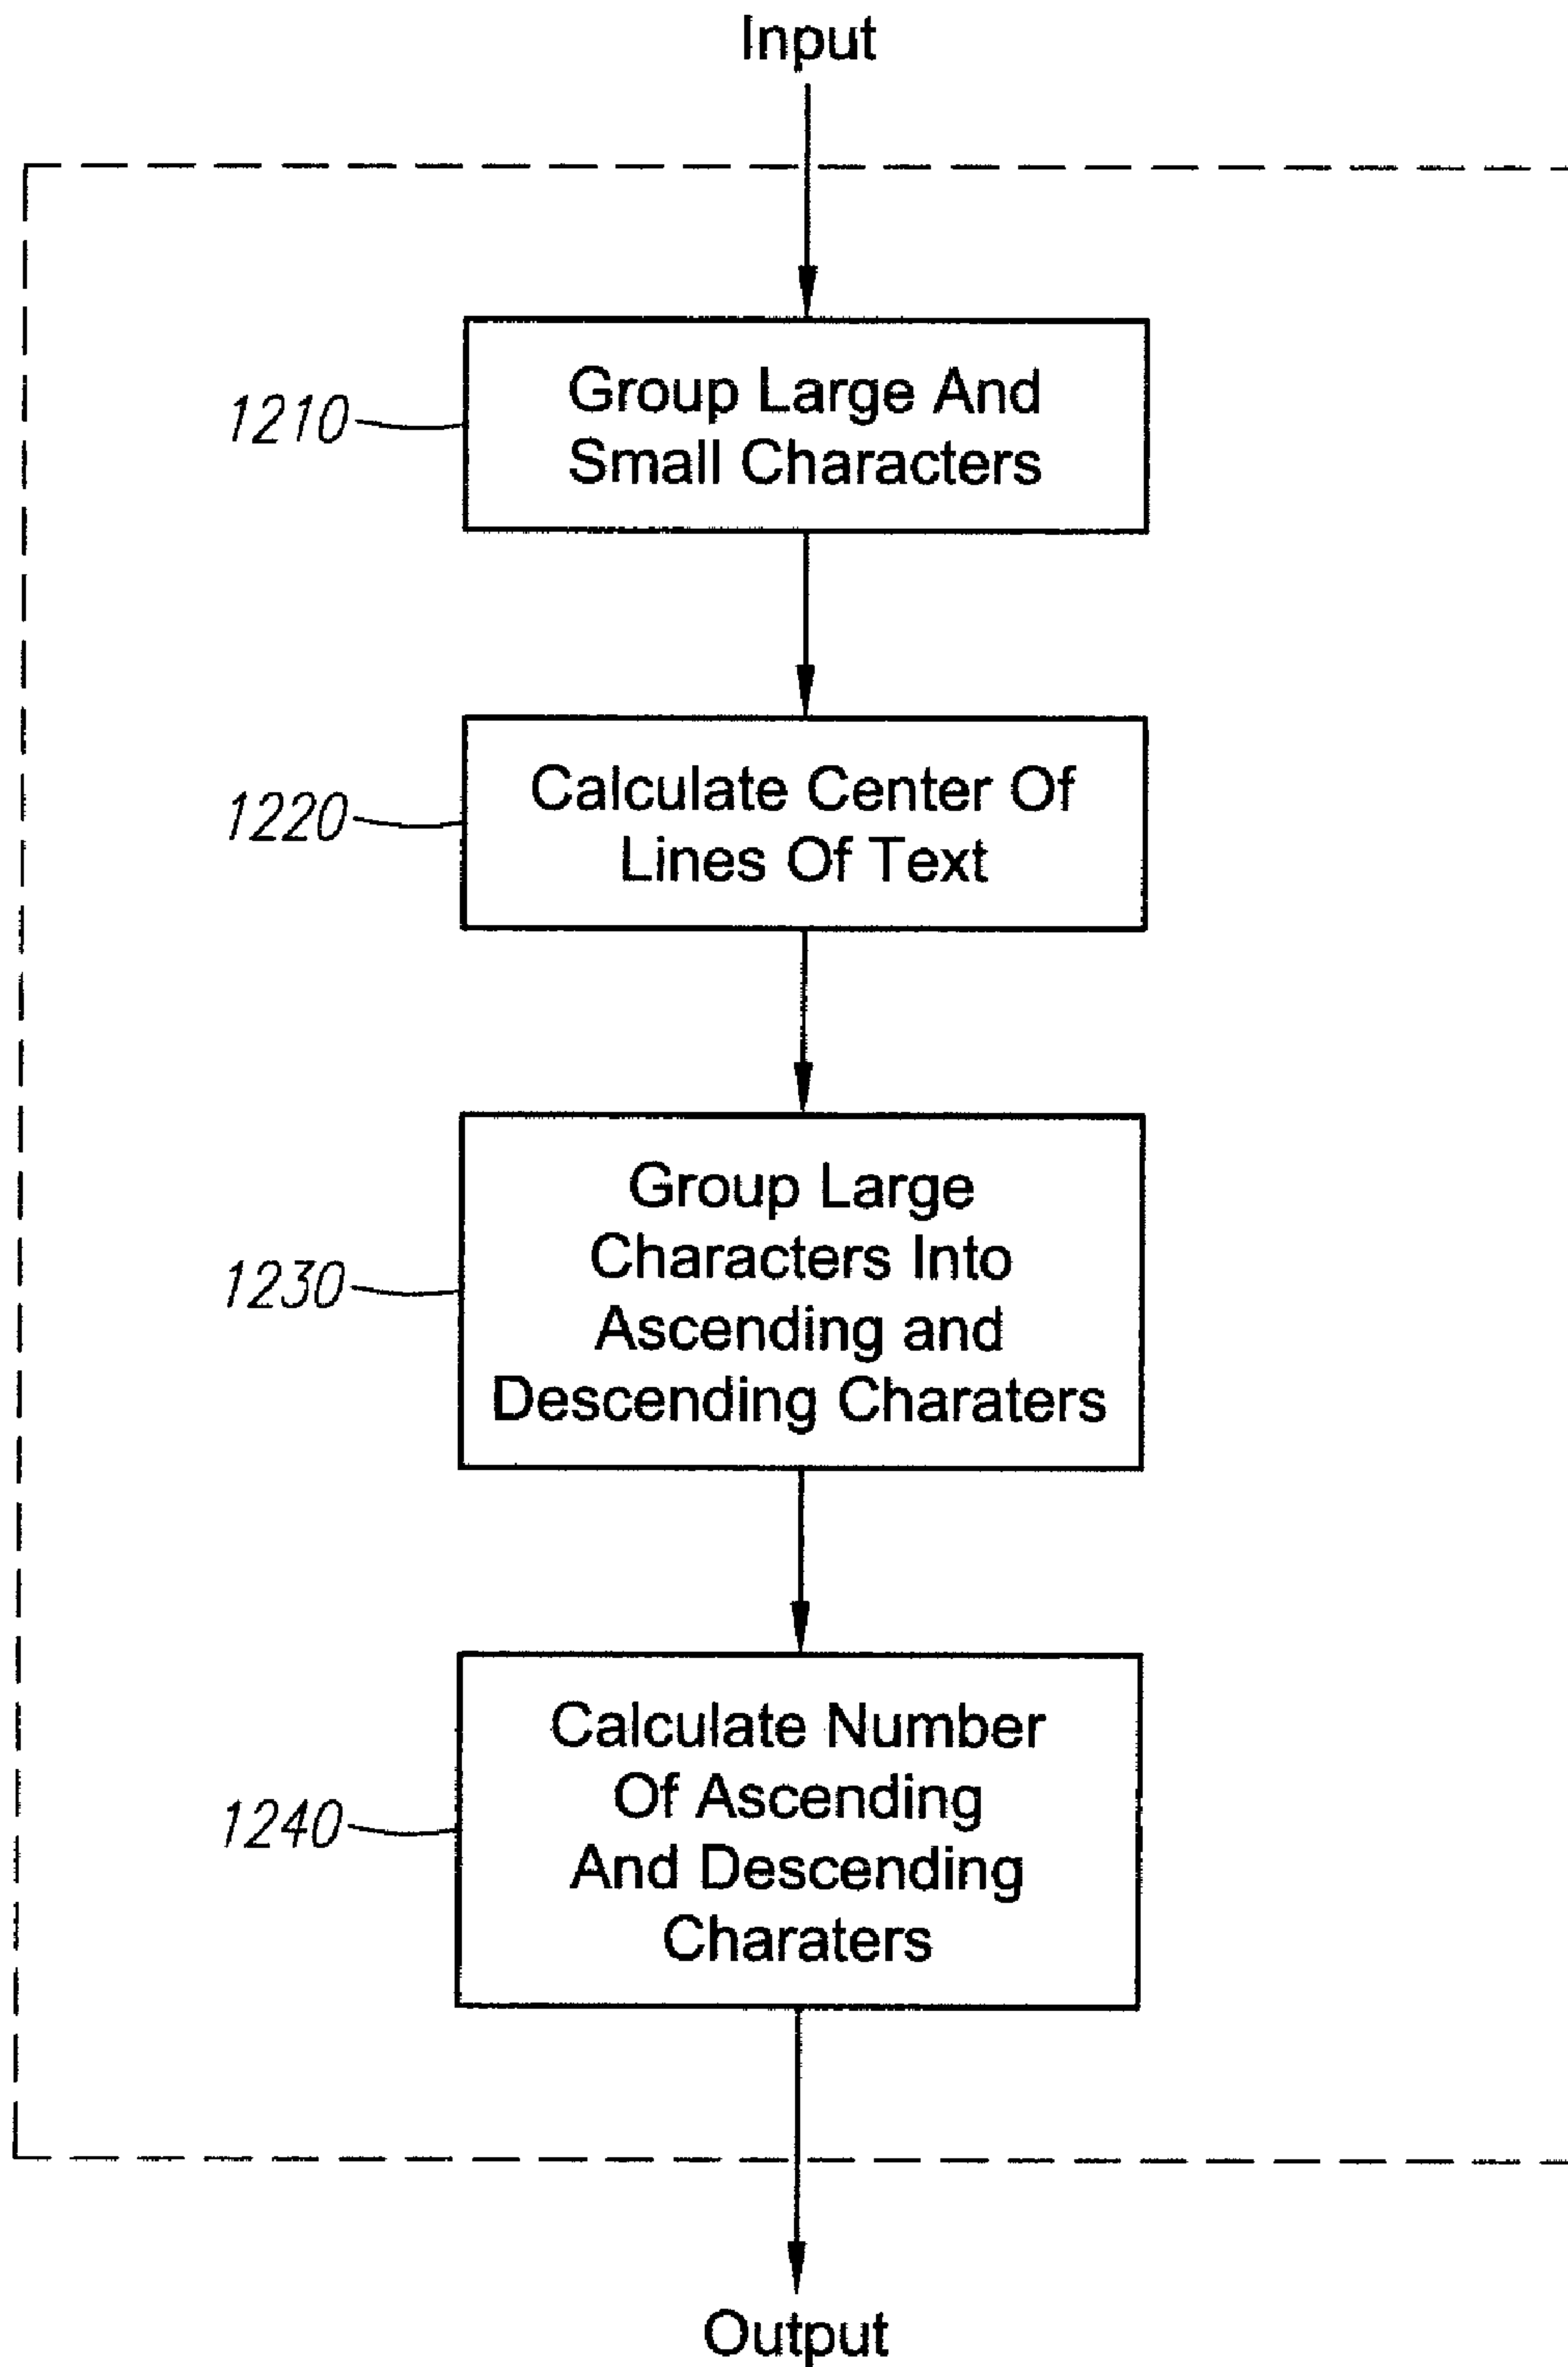 Input
1210
Group Large And
Small Characters
1220
Calculate Center Of
Lines Of Text
1230
Group Large
Characters Into
Ascending and
Descending Charaters
1240
Calculate Number
Of Ascending
And Descending
Charaters
Output